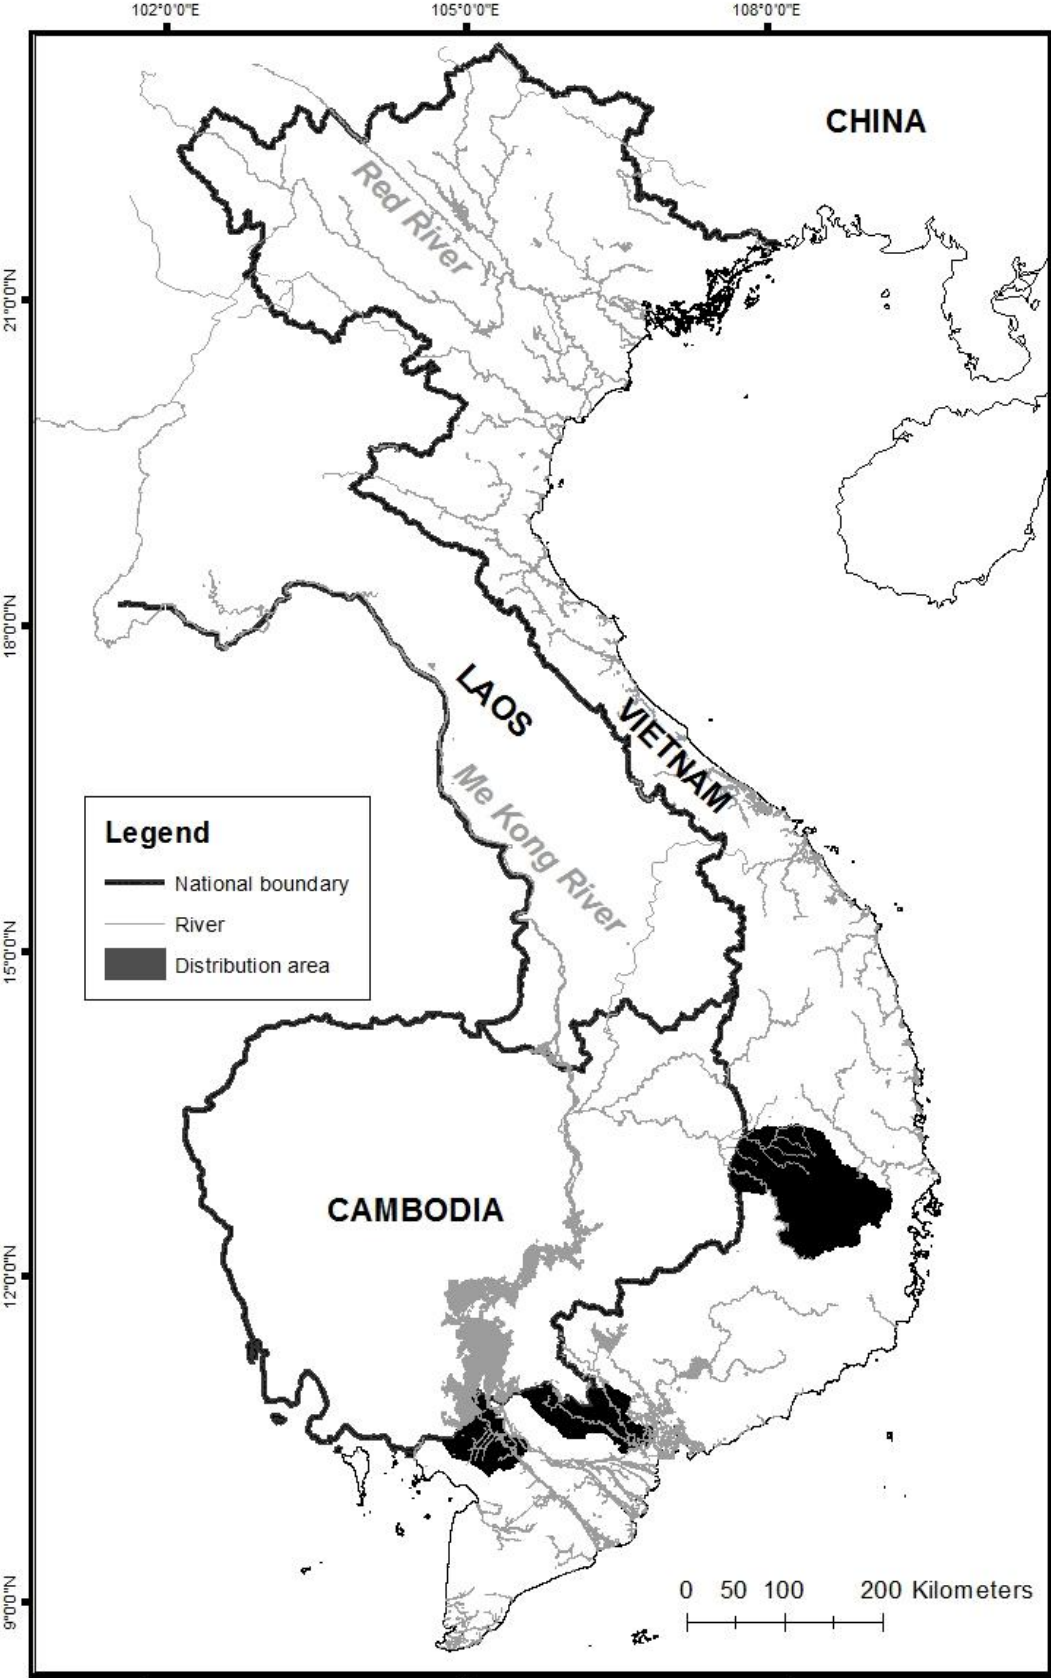 102°0'0"E 105°0'0"E 108°0'0"E
CHINA
Red River
21°0'0"N
18°0'0"N
LAOS
VIETNAM
Me Kong River
Legend
National boundary
River
Distribution area
15°0'0"N
CAMBODIA
12°0'0"N
9°0'0"N
0 50 100 200 Kilometers